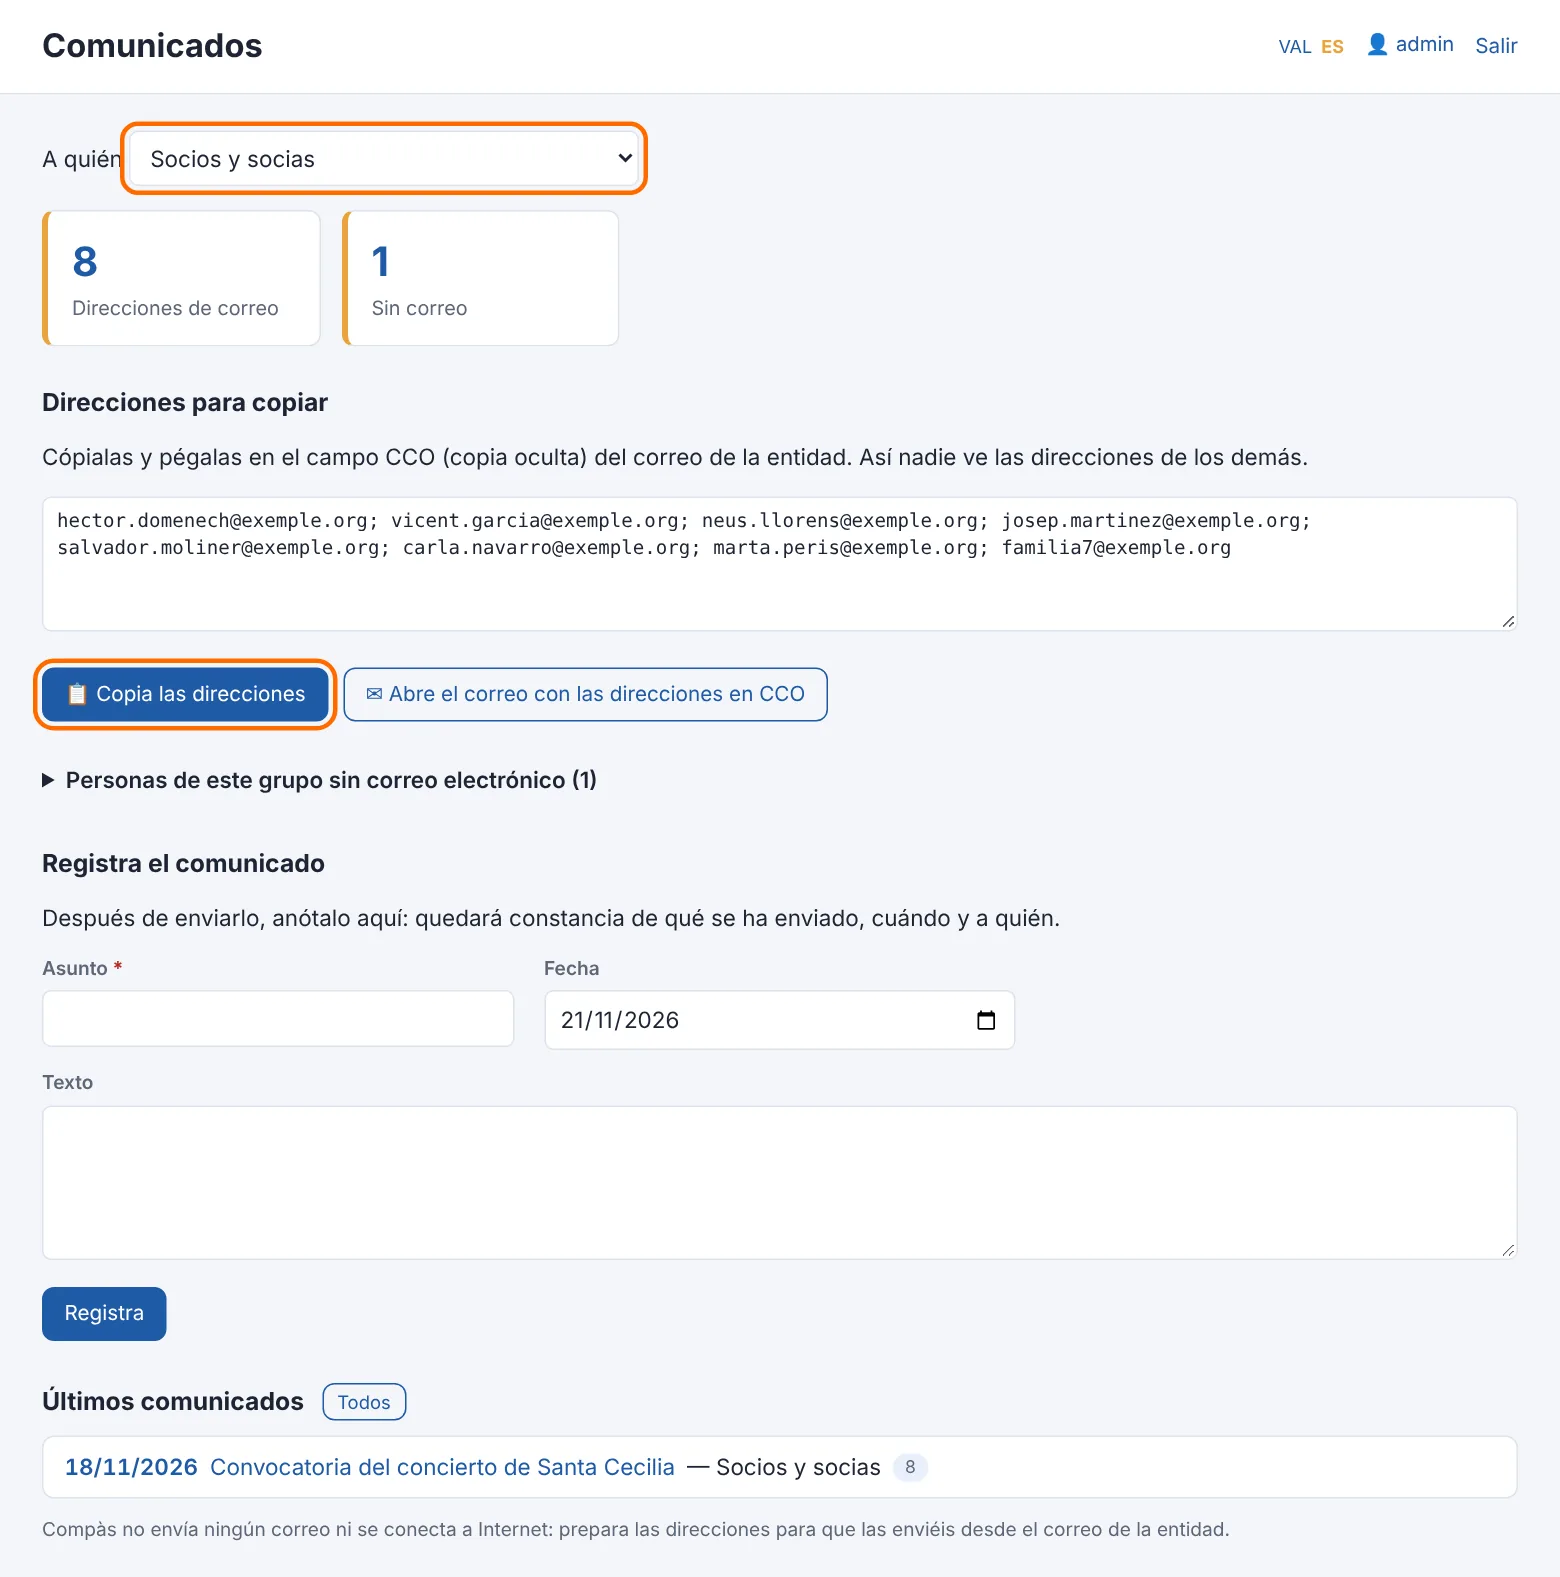 Comunicados
VAL ES admin Salir
A quién Socios y socias
8
Direcciones de correo
1
Sin correo
Direcciones para copiar
Cópialas y pégalas en el campo CCO (copia oculta) del correo de la entidad. Así nadie ve las direcciones de los demás.
hector.domenech@exemple.org; vicent.garcia@exemple.org; neus.llorens@exemple.org; josep.martinez@exemple.org;
salvador.moliner@exemple.org; carla.navarro@exemple.org; marta.peris@exemple.org; familia7@exemple.org
Copia las direcciones
Abre el correo con las direcciones en CCO
Personas de este grupo sin correo electrónico (1)
Registra el comunicado
Después de enviarlo, anótalo aquí: quedará constancia de qué se ha enviado, cuándo y a quién.
Asunto *
Fecha
21/11/2026
Texto
Registra
Últimos comunicados Todos
18/11/2026 Convocatoria del concierto de Santa Cecilia — Socios y socias 8
Compàs no envía ningún correo ni se conecta a Internet: prepara las direcciones para que las enviéis desde el correo de la entidad.